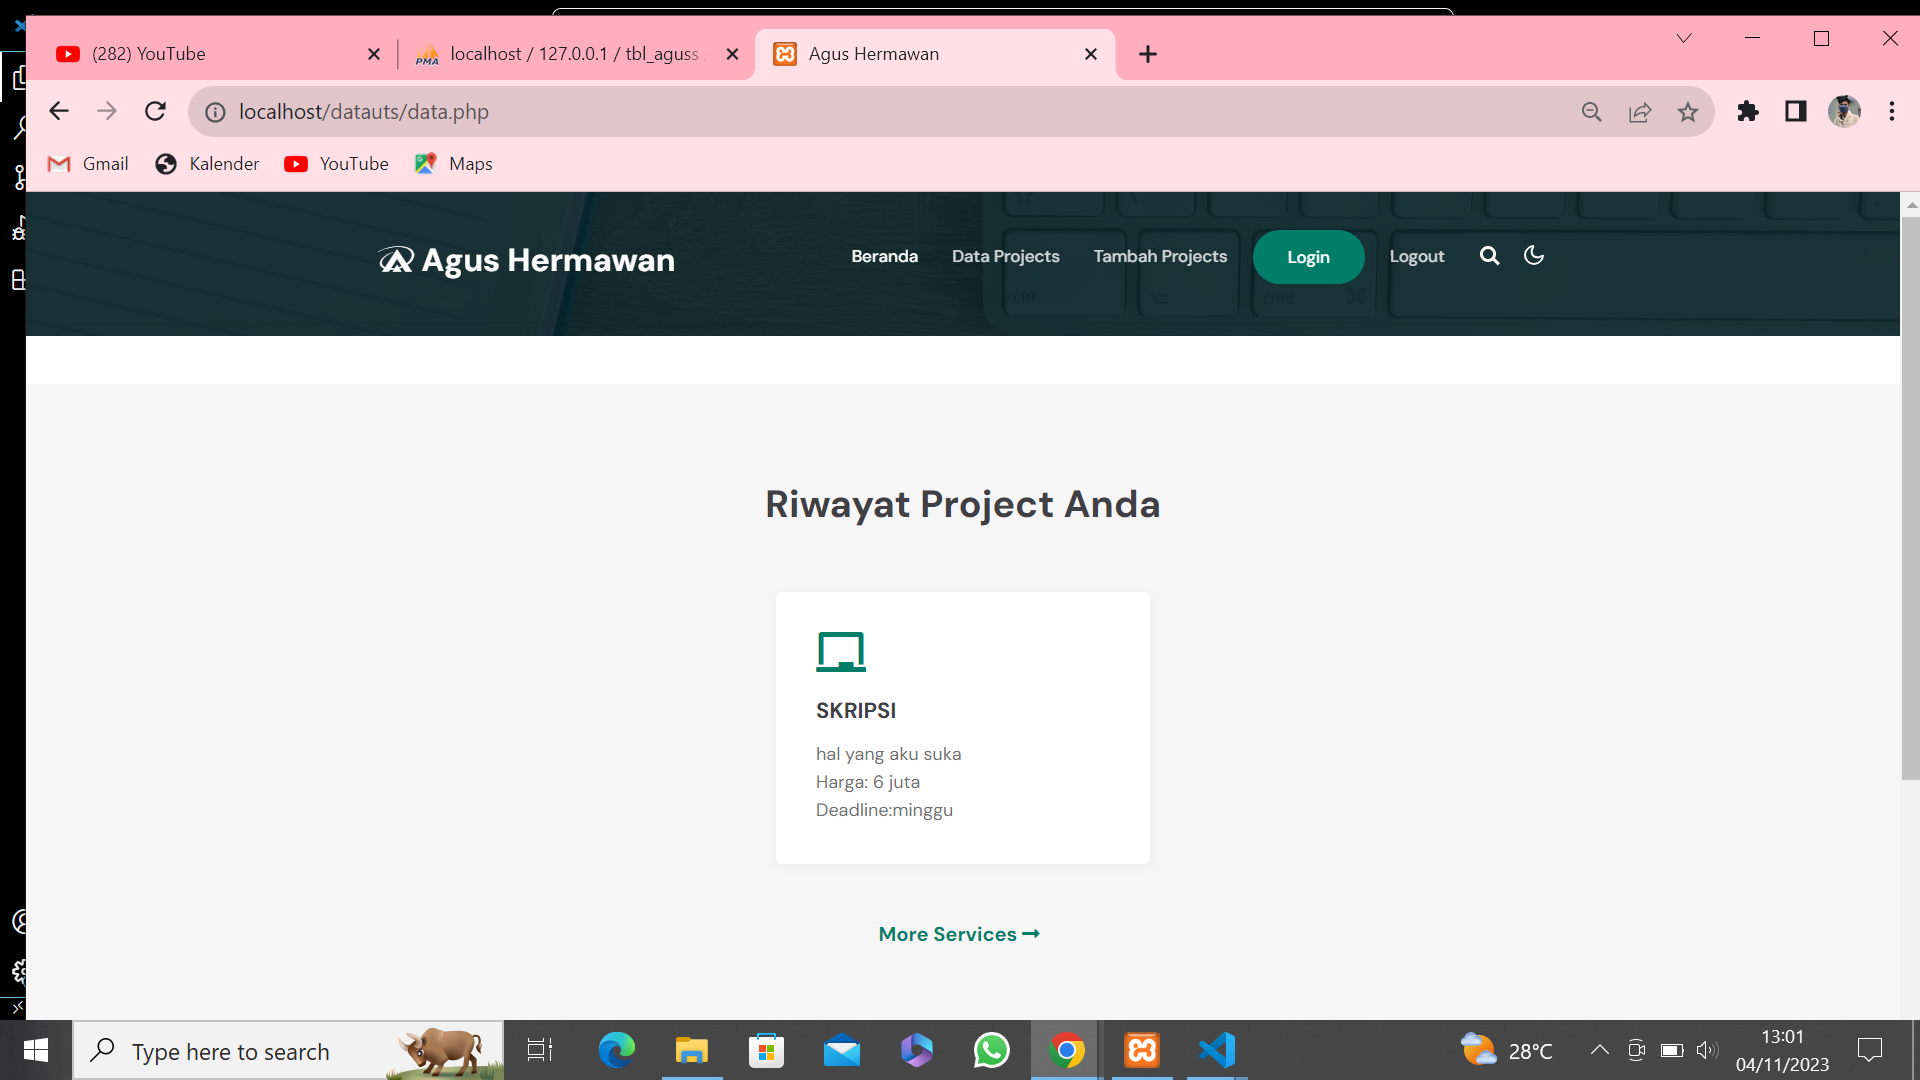 (282) YouTube
localhost / 127.0.0.1 / tbl_aguss
Agus Hermawan
localhost/datauts/data.php
Gmail
Kalender
YouTube
Maps
Agus Hermawan
Beranda
Data Projects
Tambah Projects
Login
Logout
ctrl
cmd
Riwayat Project Anda
SKRIPSI
hal yang aku suka
Harga: 6 juta
Deadline:minggu
More Services
Type here to search
28°C
13:01
04/11/2023